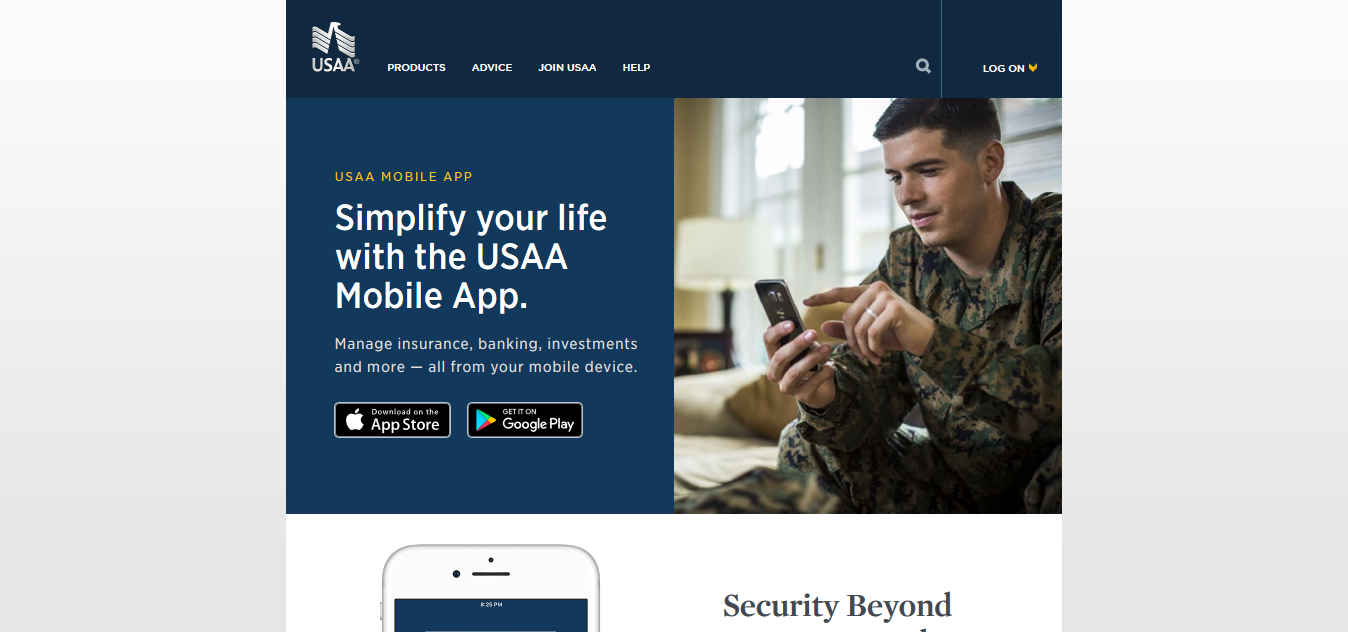 USAA®
PRODUCTS
ADVICE
JOIN USAA
HELP
LOG ON
USAA MOBILE APP
Simplify your life
with the USAA
Mobile App.
Manage insurance, banking, investments
and more — all from your mobile device.
Download on the
App Store
GET IT ON
Google Play
8:25 PM
Security Beyond